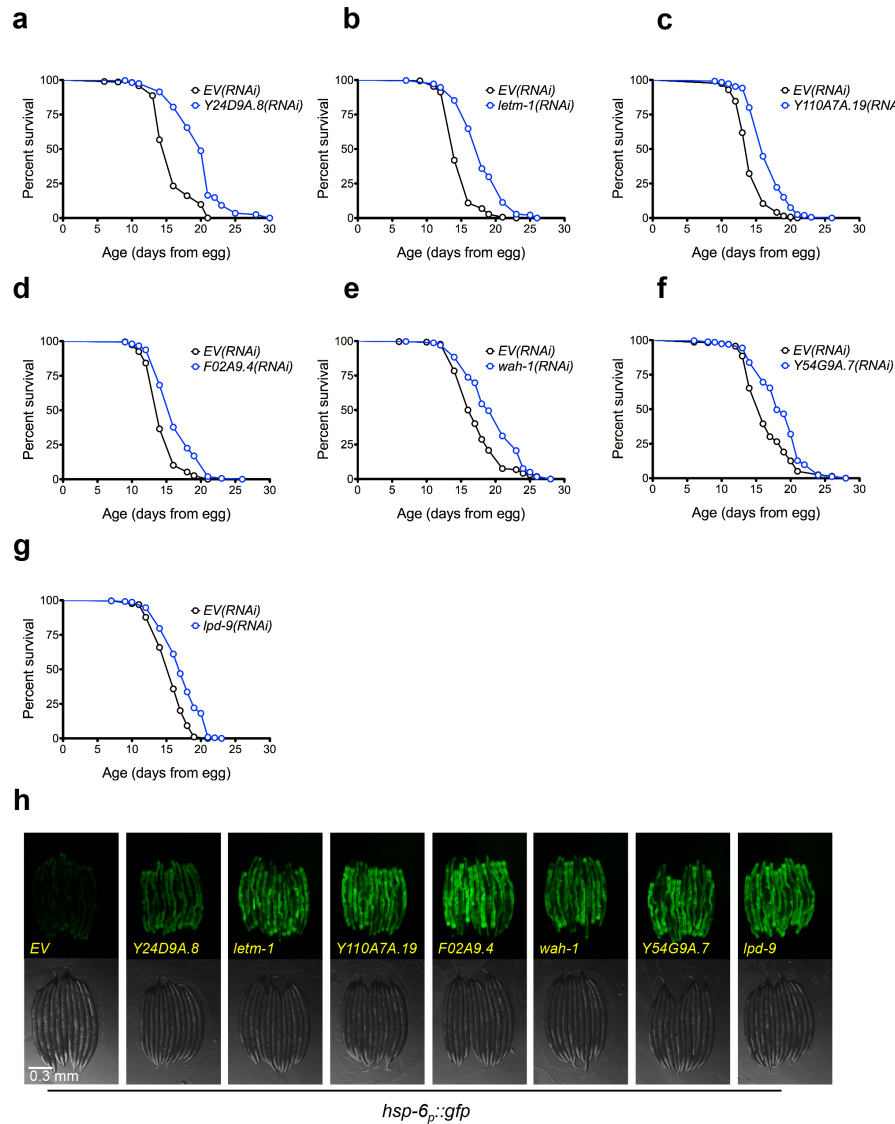 a
b
c
100
75
50
25
0
0 5 10 15 20 25 30
Percent survival
Age (days from egg)
EV(RNAi)
Y24D9A.8(RNAi)
100
75
50
25
0
0 5 10 15 20 25 30
Percent survival
Age (days from egg)
EV(RNAi)
letm-1(RNAi)
100
75
50
25
0
0 5 10 15 20 25 30
Percent survival
Age (days from egg)
EV(RNAi)
Y110A7A.19(RNA
d
e
f
100
75
50
25
0
0 5 10 15 20 25 30
Percent survival
Age (days from egg)
EV(RNAi)
F02A9.4(RNAi)
100
75
50
25
0
0 5 10 15 20 25 30
Percent survival
Age (days from egg)
EV(RNAi)
wah-1(RNAi)
100
75
50
25
0
0 5 10 15 20 25 30
Percent survival
Age (days from egg)
EV(RNAi)
Y54G9A.7(RNAi)
g
100
75
50
25
0
0 5 10 15 20 25 30
Percent survival
Age (days from egg)
EV(RNAi)
lpd-9(RNAi)
h
EV Y24D9A.8 letm-1 Y110A7A.19 F02A9.4 wah-1 Y54G9A.7 lpd-9
0.3 mm
hsp-6p::gfp